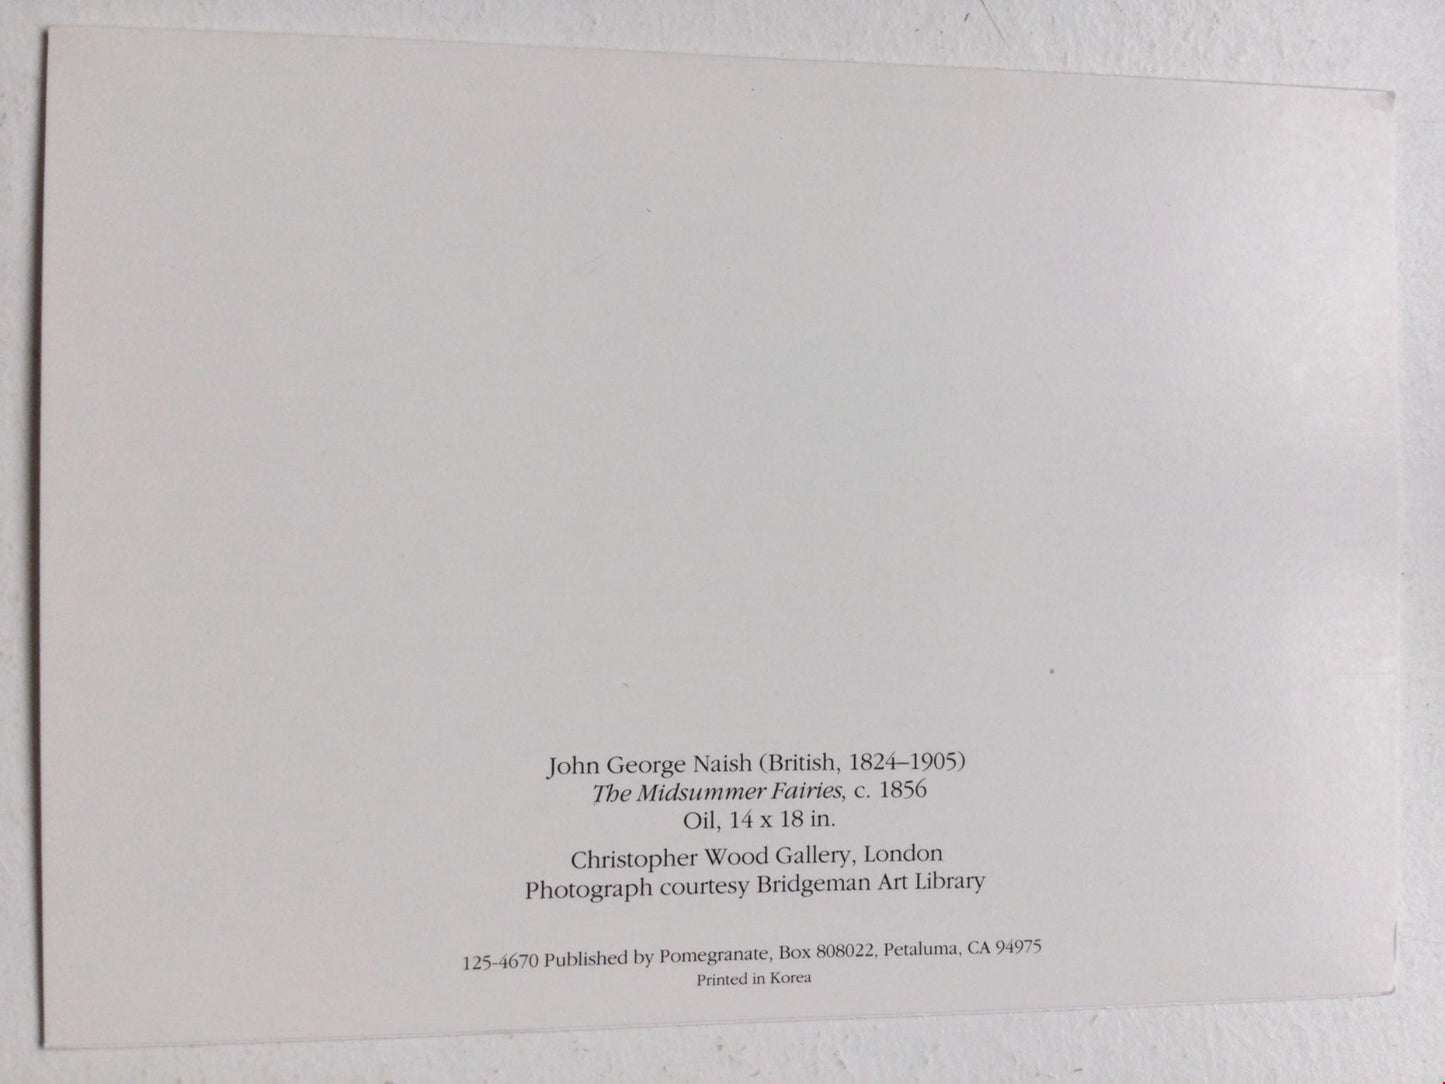 John George Naish (British, 1824–1905)
The Midsummer Fairies, c. 1856
Oil, 14 x 18 in.
Christopher Wood Gallery, London
Photograph courtesy Bridgeman Art Library
125-4670 Published by Pomegranate, Box 808022, Petaluma, CA 94975
Printed in Korea